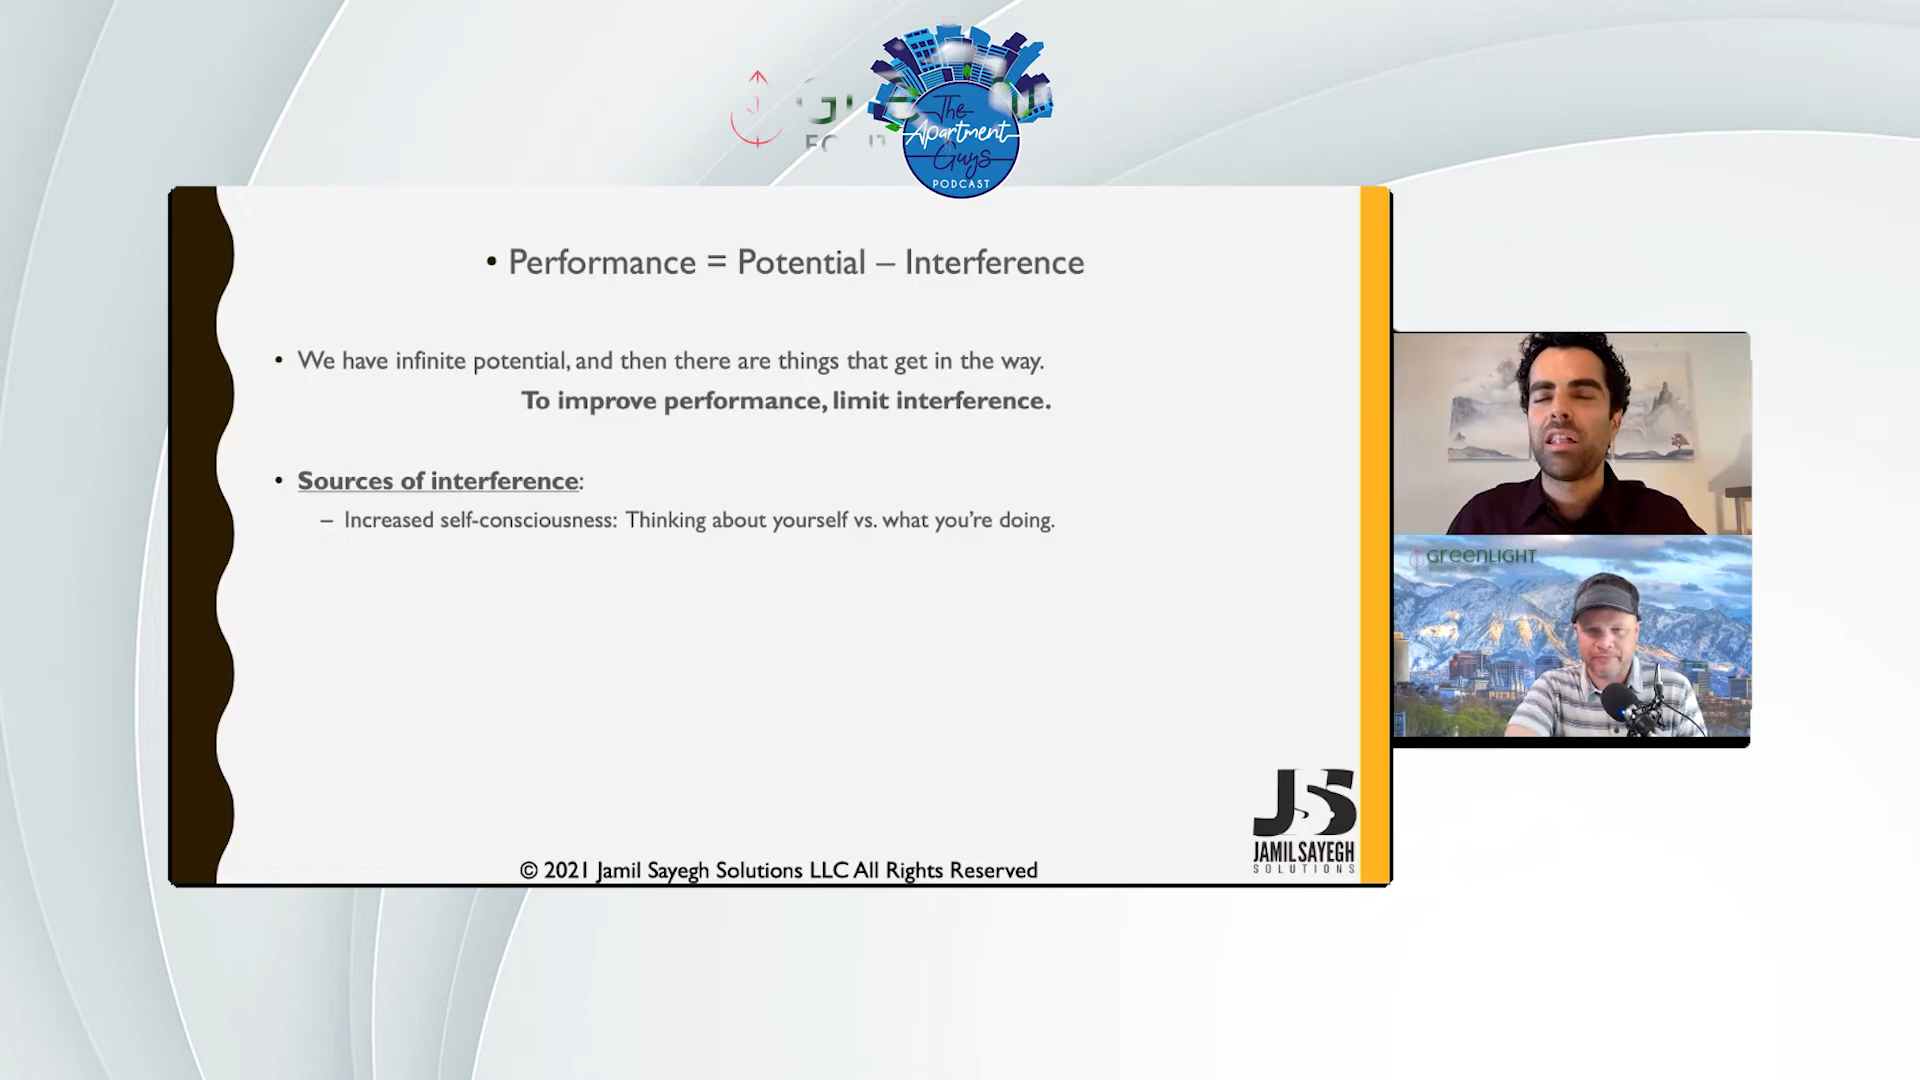 The
Apartment
Guys
PODCAST
• Performance = Potential – Interference
• We have infinite potential, and then there are things that get in the way.
To improve performance, limit interference.
• Sources of interference:
– Increased self-consciousness: Thinking about yourself vs. what you're doing.
greenLIGHT
JS
JAMIL SAYEGH
SOLUTIONS
© 2021 Jamil Sayegh Solutions LLC All Rights Reserved